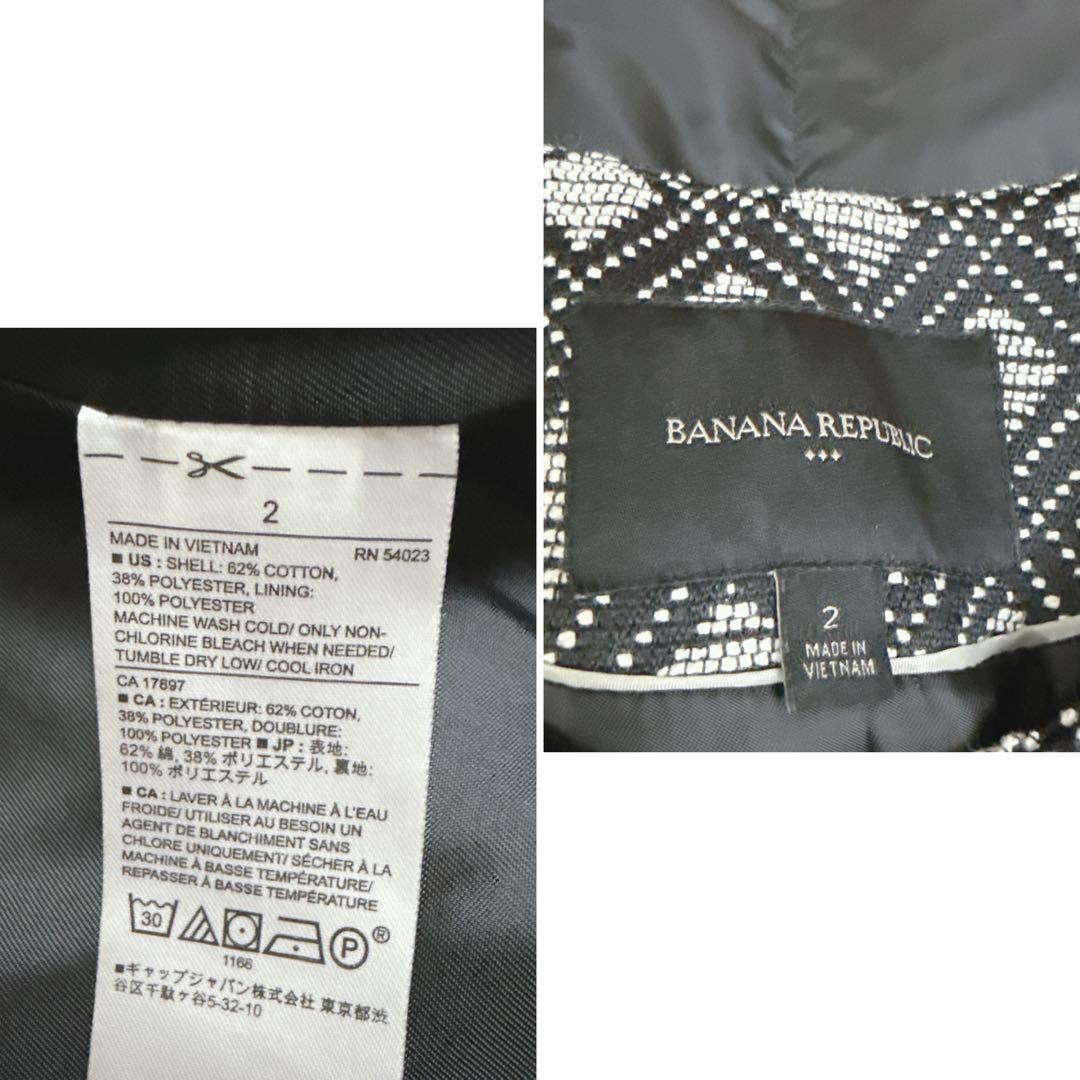 2
MADE IN VIETNAM RN 54023
■ US : SHELL: 62% COTTON,
38% POLYESTER, LINING:
100% POLYESTER
MACHINE WASH COLD/ ONLY NON-
CHLORINE BLEACH WHEN NEEDED/
TUMBLE DRY LOW/ COOL IRON
CA 17897
■ CA : EXTÉRIEUR: 62% COTON,
38% POLYESTER, DOUBLURE:
100% POLYESTER ■ JP : 表地:
62% 綿, 38% ポリエステル, 裏地:
100% ポリエステル
■ CA : LAVER À LA MACHINE À L'EAU
FROIDE/ UTILISER AU BESOIN UN
AGENT DE BLANCHIMENT SANS
CHLORE UNIQUEMENT/ SÉCHER À LA
MACHINE À BASSE TEMPÉRATURE/
REPASSER À BASSE TEMPÉRATURE
30 P ®
1166
■ギャップジャパン株式会社 東京都渋
谷区千駄ヶ谷5-32-10
BANANA REPUBLIC
2
MADE IN
VIETNAM